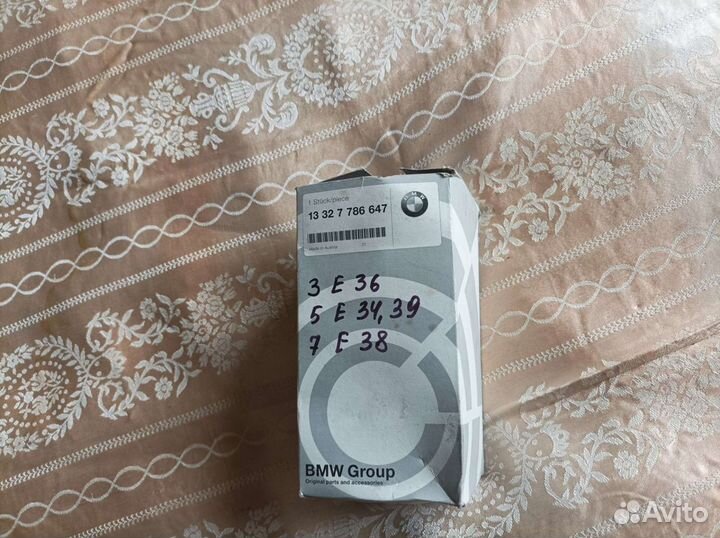 1 Stück/piece
13 32 7 786 647
BMW
Made in Austria
3 E 36
5 E 34, 39
7 E 38
BMW Group
Original parts and accessories
Avito